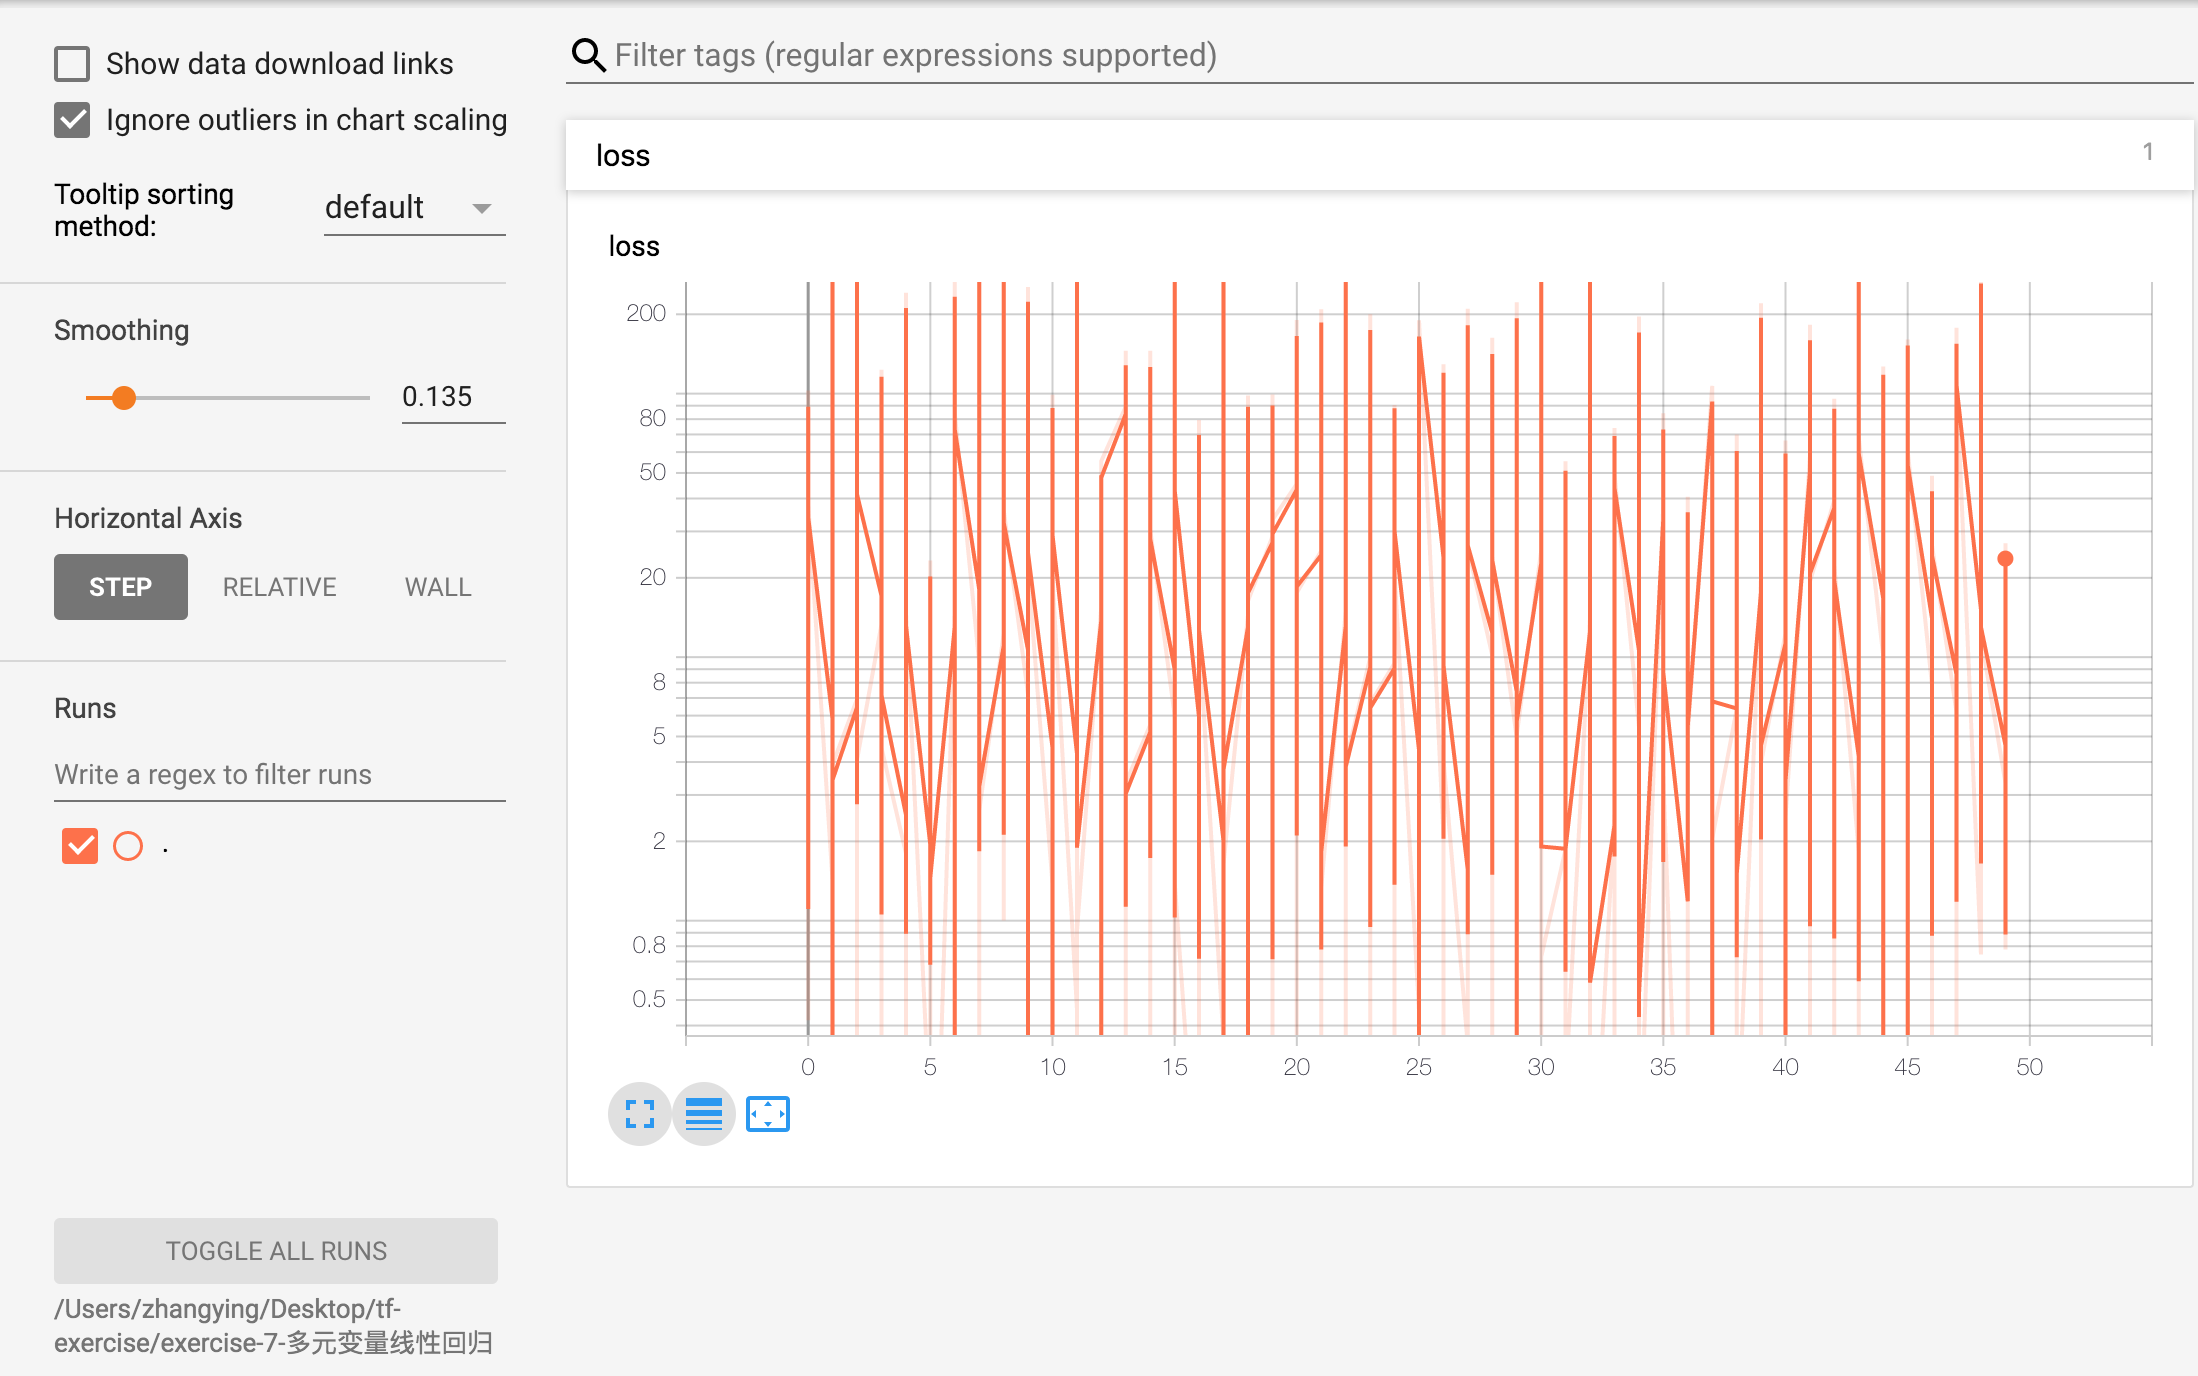 Show data download links
Ignore outliers in chart scaling
Tooltip sorting
method:
default
Smoothing
0.135
Horizontal Axis
STEP
RELATIVE
WALL
Runs
Write a regex to filter runs
.
TOGGLE ALL RUNS
/Users/zhangying/Desktop/tf-
exercise/exercise-7-多元变量线性回归
Filter tags (regular expressions supported)
loss
1
loss
200
80
50
20
8
5
2
0.8
0.5
0 5 10 15 20 25 30 35 40 45 50